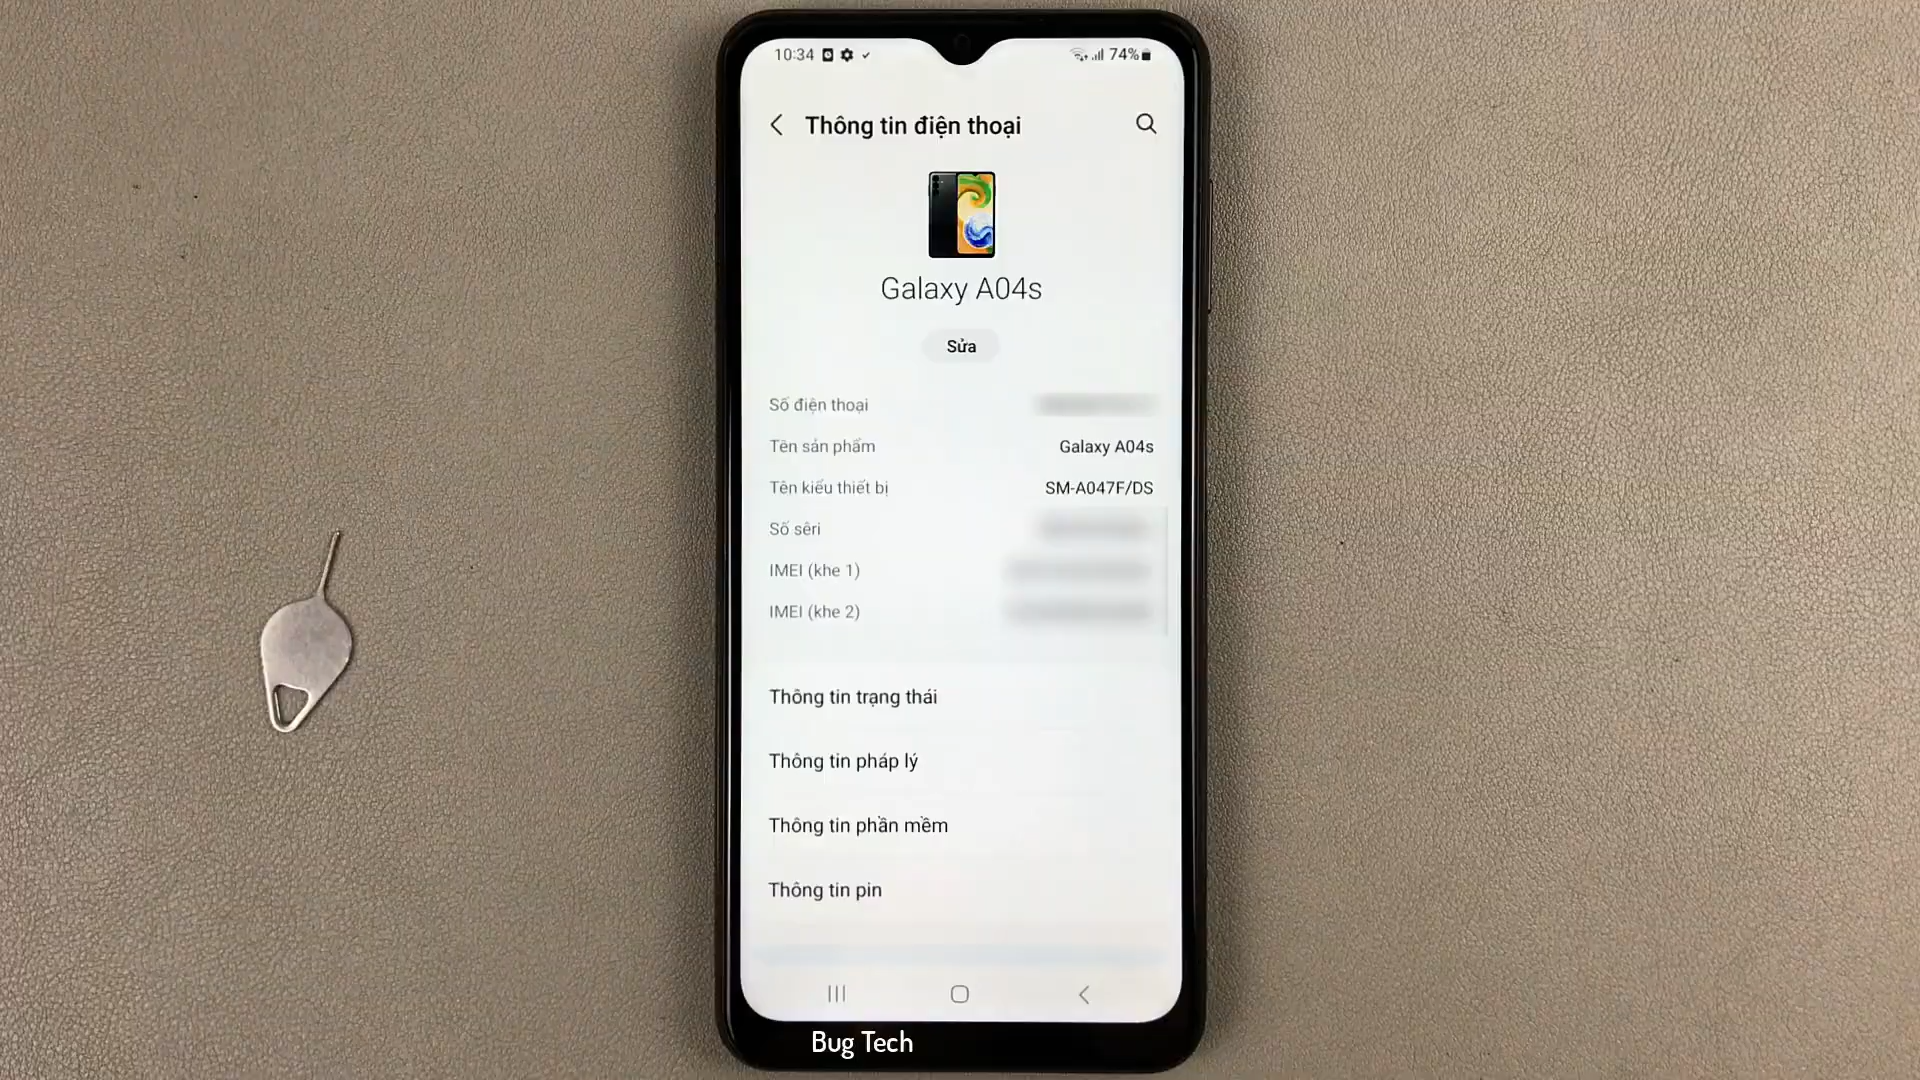 10:34 74%
Thông tin điện thoại
Galaxy A04s
Sửa
Số điện thoại
Tên sản phẩm Galaxy A04s
Tên kiểu thiết bị SM-A047F/DS
Số sêri
IMEI (khe 1)
IMEI (khe 2)
Thông tin trạng thái
Thông tin pháp lý
Thông tin phần mềm
Thông tin pin
Bug Tech